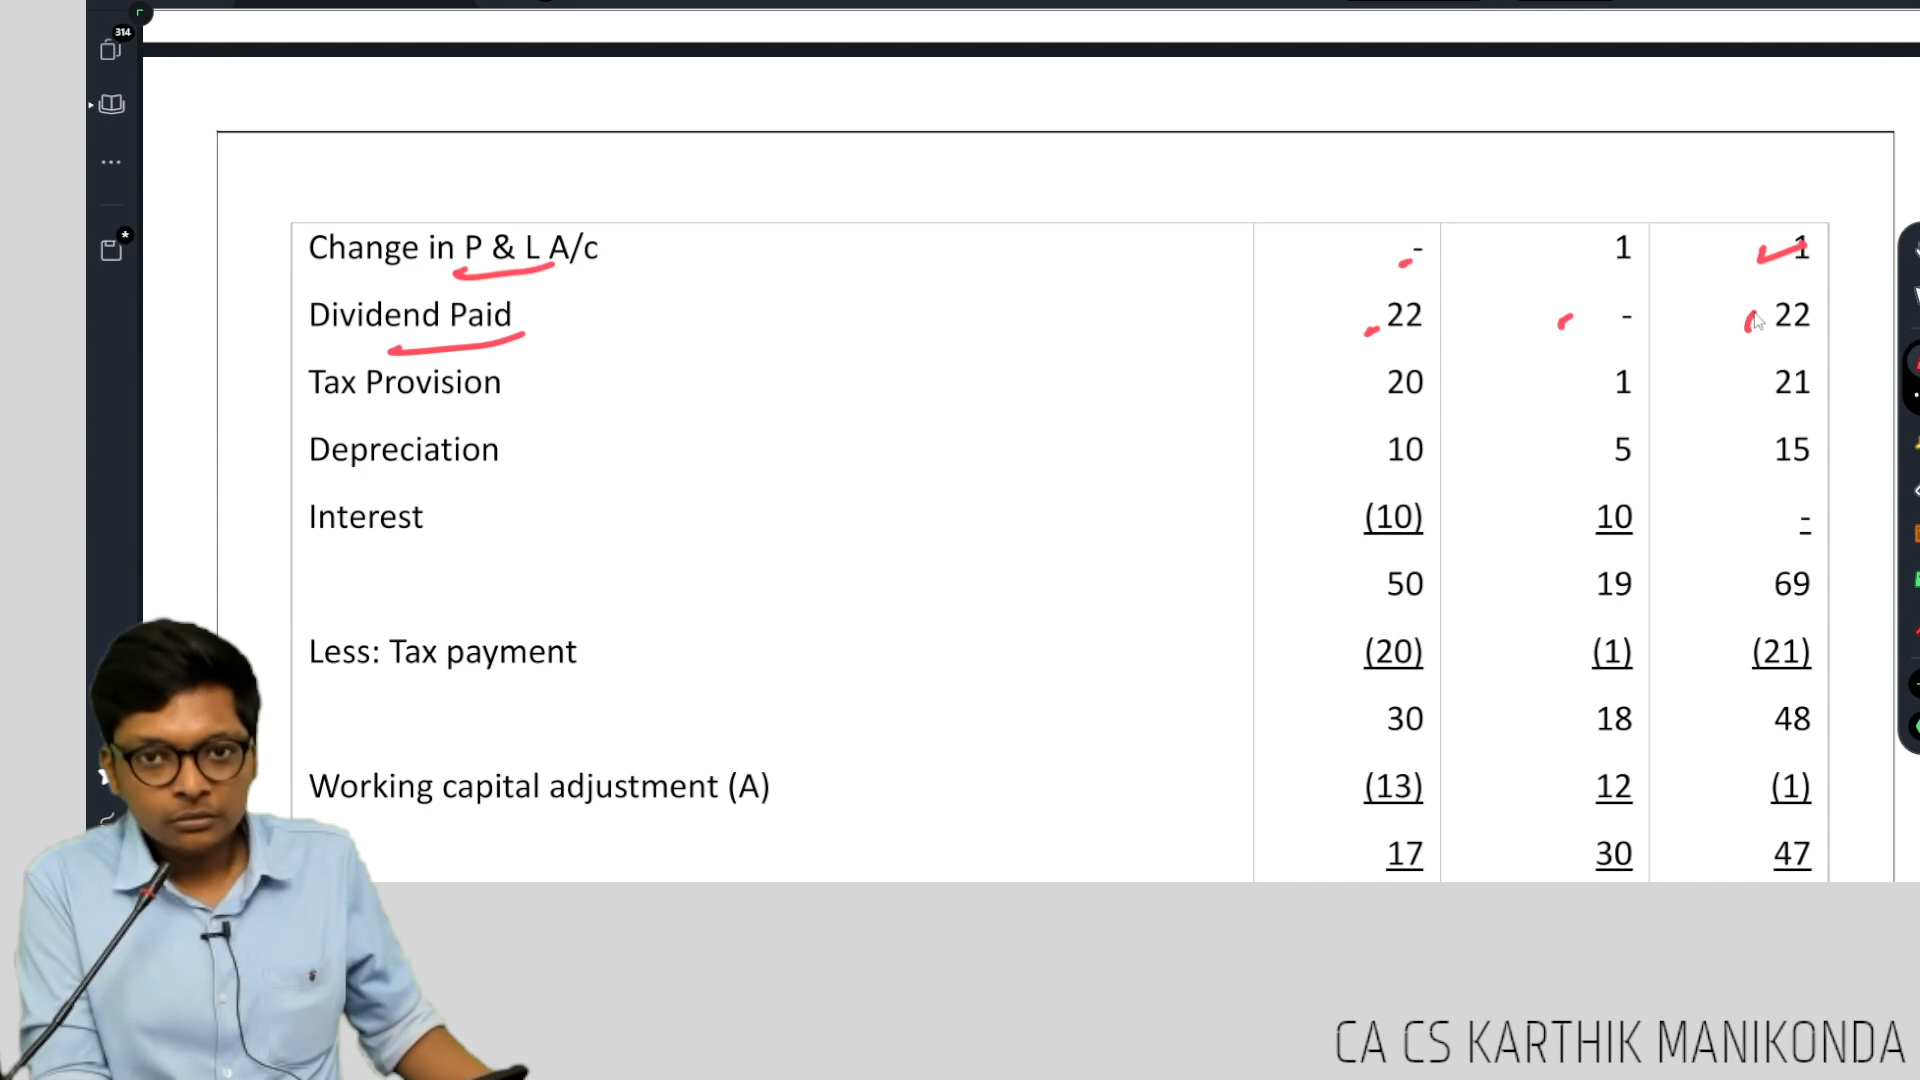 314
Change in P & L A/c - 1 1
Dividend Paid 22 - 22
Tax Provision 20 1 21
Depreciation 10 5 15
Interest (10) 10 -
50 19 69
Less: Tax payment (20) (1) (21)
30 18 48
Working capital adjustment (A) (13) 12 (1)
17 30 47
CA CS KARTHIK MANIKONDA